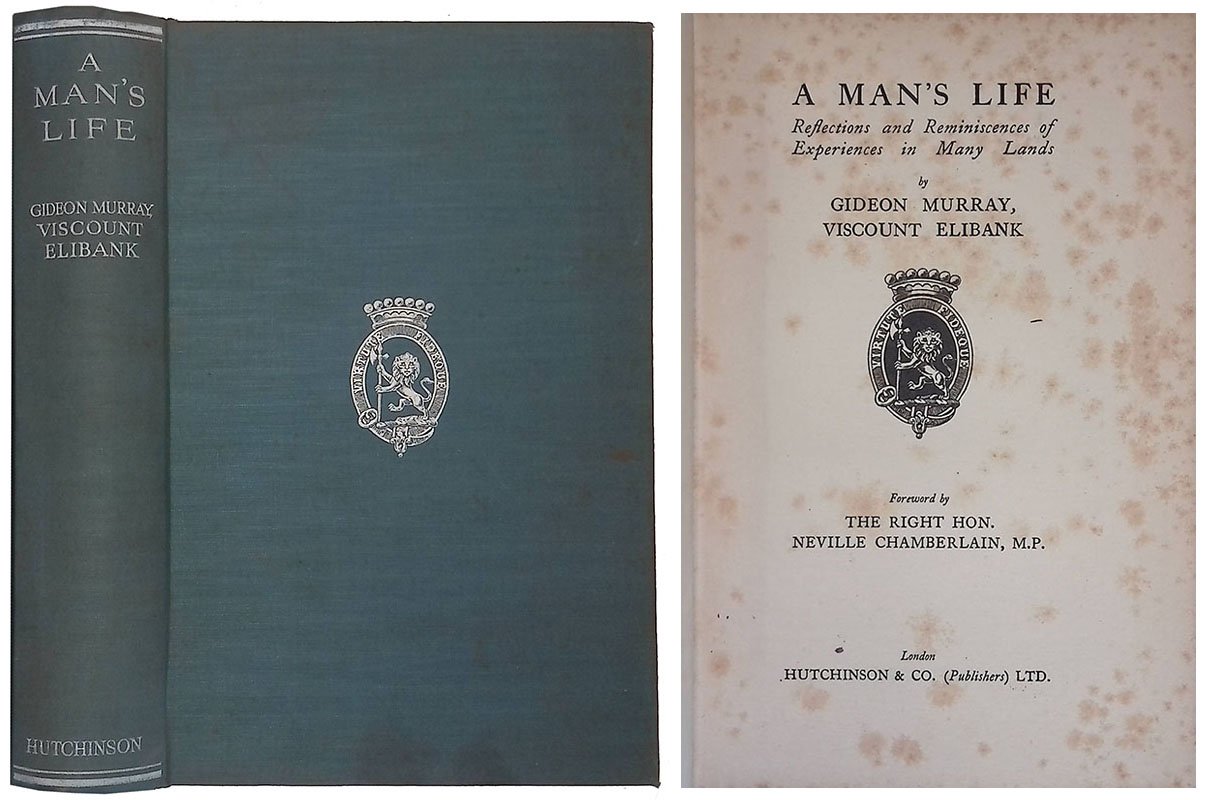 A
MAN'S
LIFE
GIDEON MURRAY,
VISCOUNT
ELIBANK
HUTCHINSON
VIRTUTE FIDEQUE
A MAN'S LIFE
Reflections and Reminiscences of
Experiences in Many Lands
by
GIDEON MURRAY,
VISCOUNT ELIBANK
VIRTUTE FIDEQUE
Foreword by
THE RIGHT HON.
NEVILLE CHAMBERLAIN, M.P.
London
HUTCHINSON & CO. (Publishers) LTD.